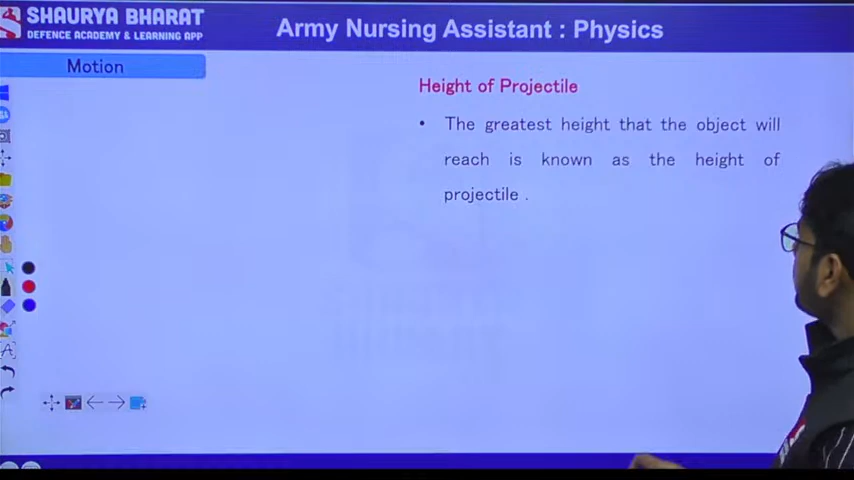 SHAURYA BHARAT
DEFENCE ACADEMY & LEARNING APP
Army Nursing Assistant : Physics
Motion
Height of Projectile
• The greatest height that the object will
reach is known as the height of
projectile .